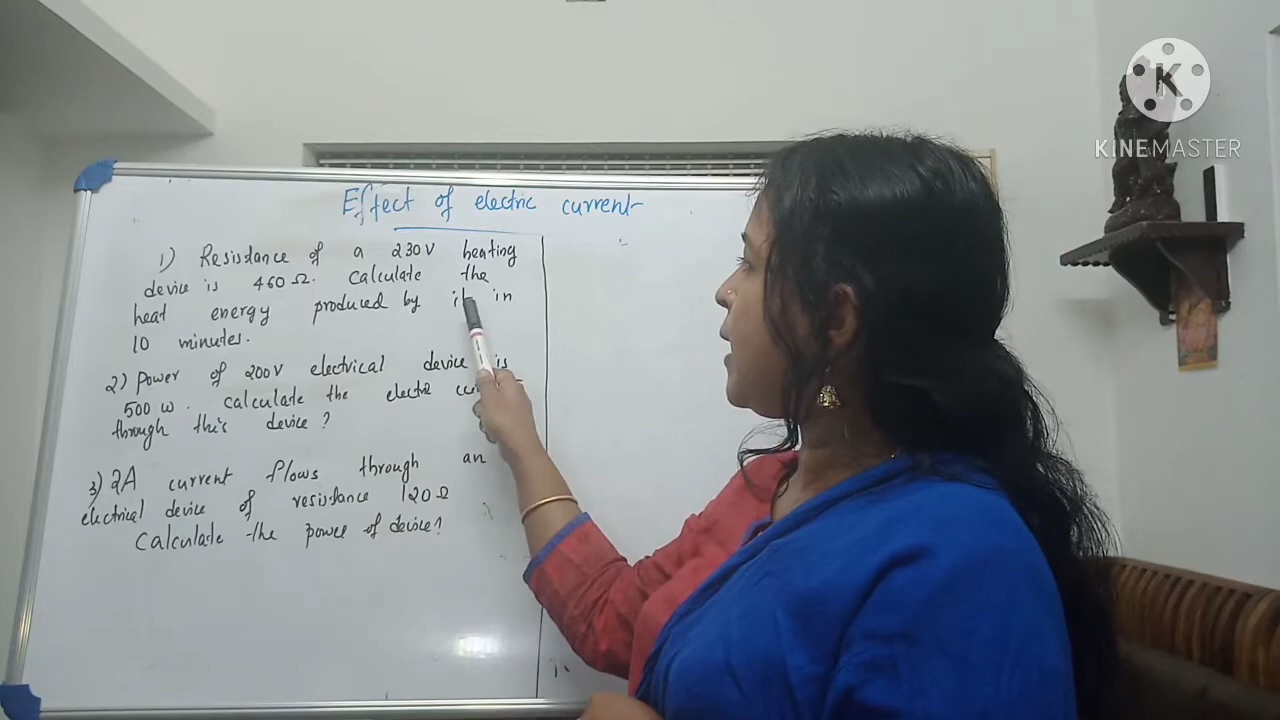 KINEMASTER
Effect of electric current
1) Resistance of a 230V heating
device is 460 Ω. Calculate the
heat energy produced by it in
10 minutes.
2) Power of 200V electrical device is
500 w. calculate the electric
through this device?
3) 2A current flows through an
electrical device of resistance 120 Ω
Calculate the power of device?